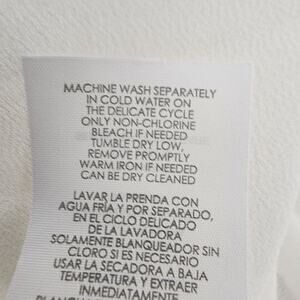 MACHINE WASH SEPARATELY
IN COLD WATER ON
THE DELICATE CYCLE
ONLY NON-CHLORINE
BLEACH IF NEEDED
TUMBLE DRY LOW,
REMOVE PROMPTLY
WARM IRON IF NEEDED
CAN BE DRY CLEANED
LAVAR LA PRENDA CON
AGUA FRÍA Y POR SEPARADO,
EN EL CICLO DELICADO
DE LA LAVADORA
SOLAMENTE BLANQUEADOR SIN
CLORO SI ES NECESARIO
USAR LA SECADORA A BAJA
TEMPERATURA Y EXTRAER
INMEDIATAMENTE